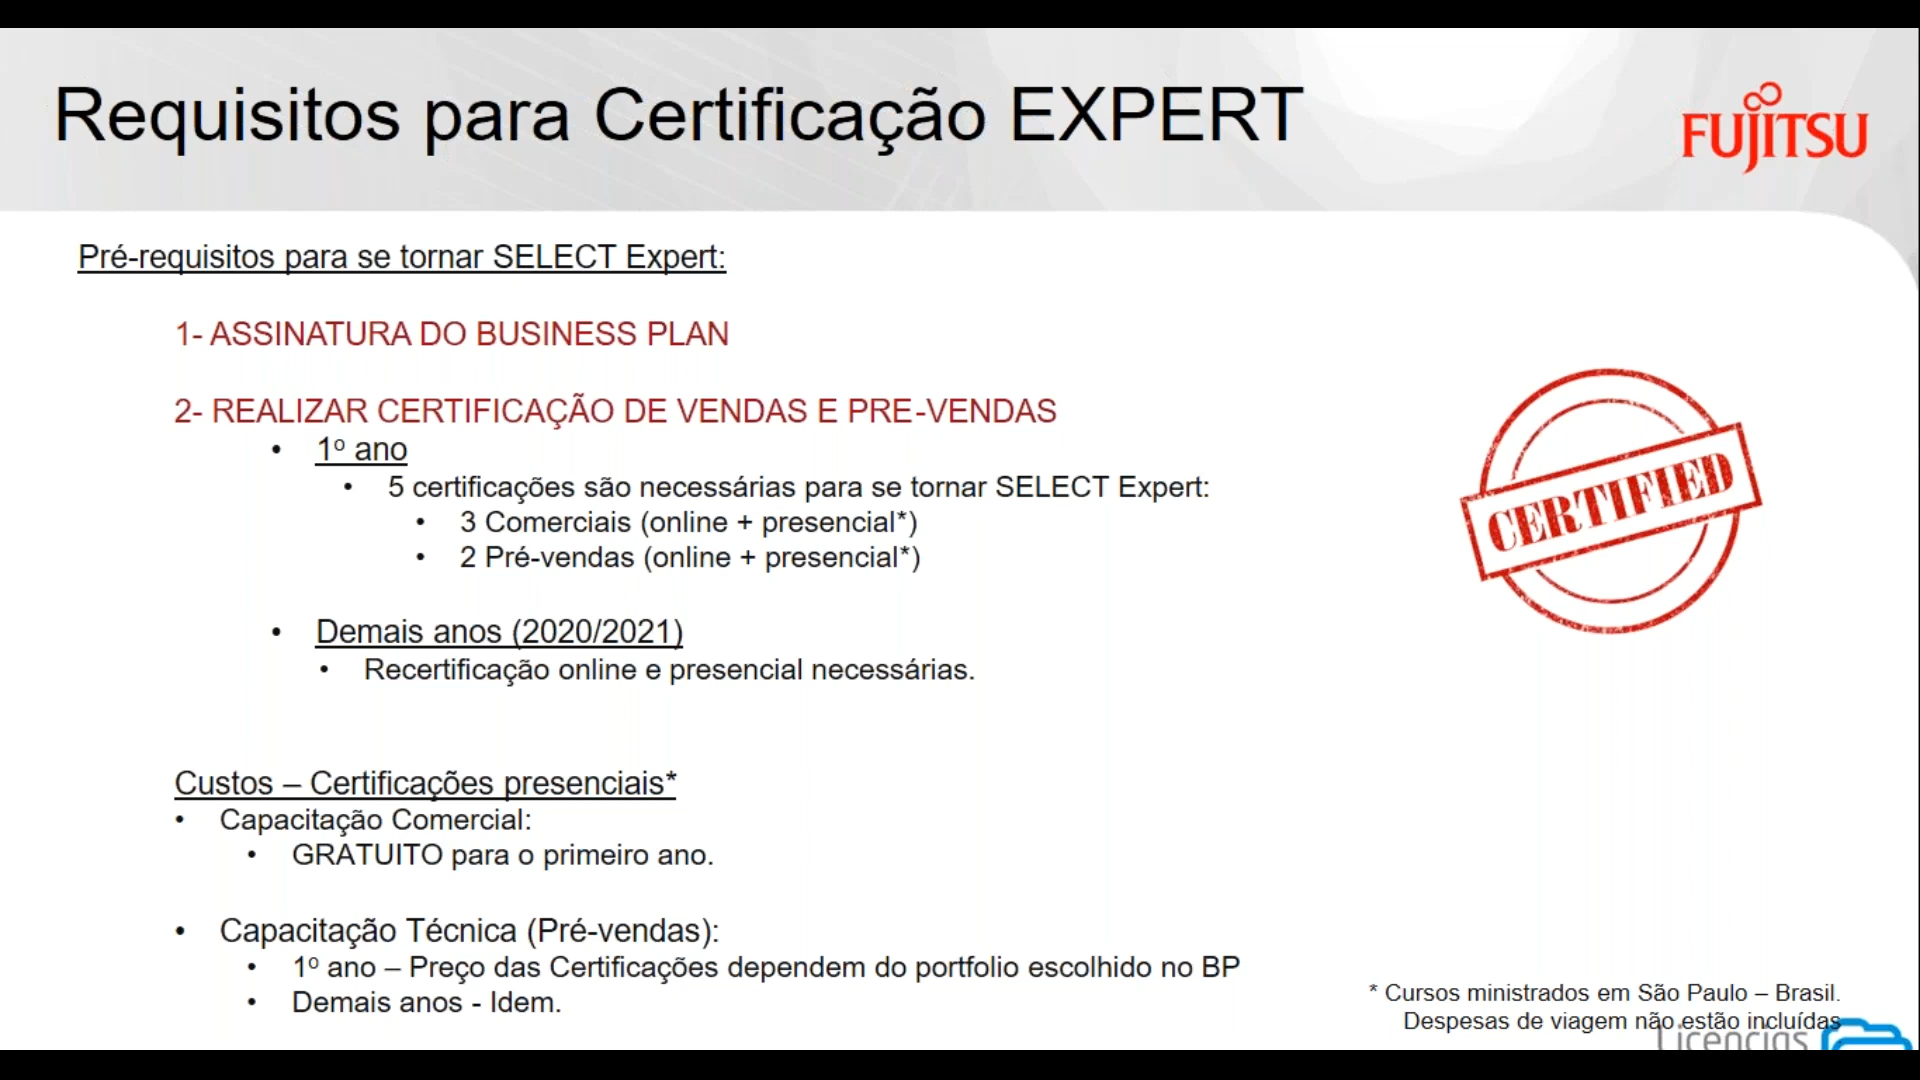 Requisitos para Certificação EXPERT
FUJITSU
Pré-requisitos para se tornar SELECT Expert:
1- ASSINATURA DO BUSINESS PLAN
2- REALIZAR CERTIFICAÇÃO DE VENDAS E PRE-VENDAS
• 1º ano
• 5 certificações são necessárias para se tornar SELECT Expert:
• 3 Comerciais (online + presencial*)
• 2 Pré-vendas (online + presencial*)
CERTIFIED
• Demais anos (2020/2021)
• Recertificação online e presencial necessárias.
Custos – Certificações presenciais*
• Capacitação Comercial:
• GRATUITO para o primeiro ano.
• Capacitação Técnica (Pré-vendas):
• 1º ano – Preço das Certificações dependem do portfolio escolhido no BP
• Demais anos - Idem.
* Cursos ministrados em São Paulo – Brasil.
Despesas de viagem não estão incluídas
Licencias